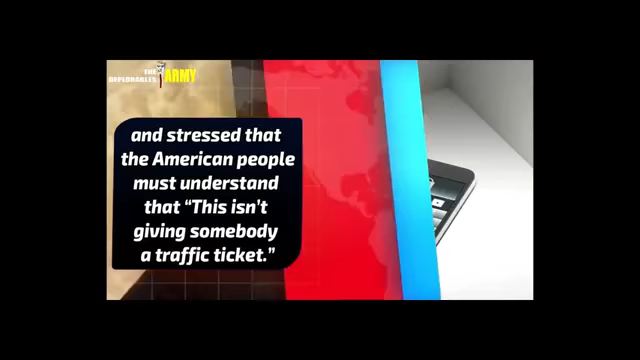 THE
DEPLORABLES ARMY
and stressed that
the American people
must understand
that “This isn’t
giving somebody
a traffic ticket.”